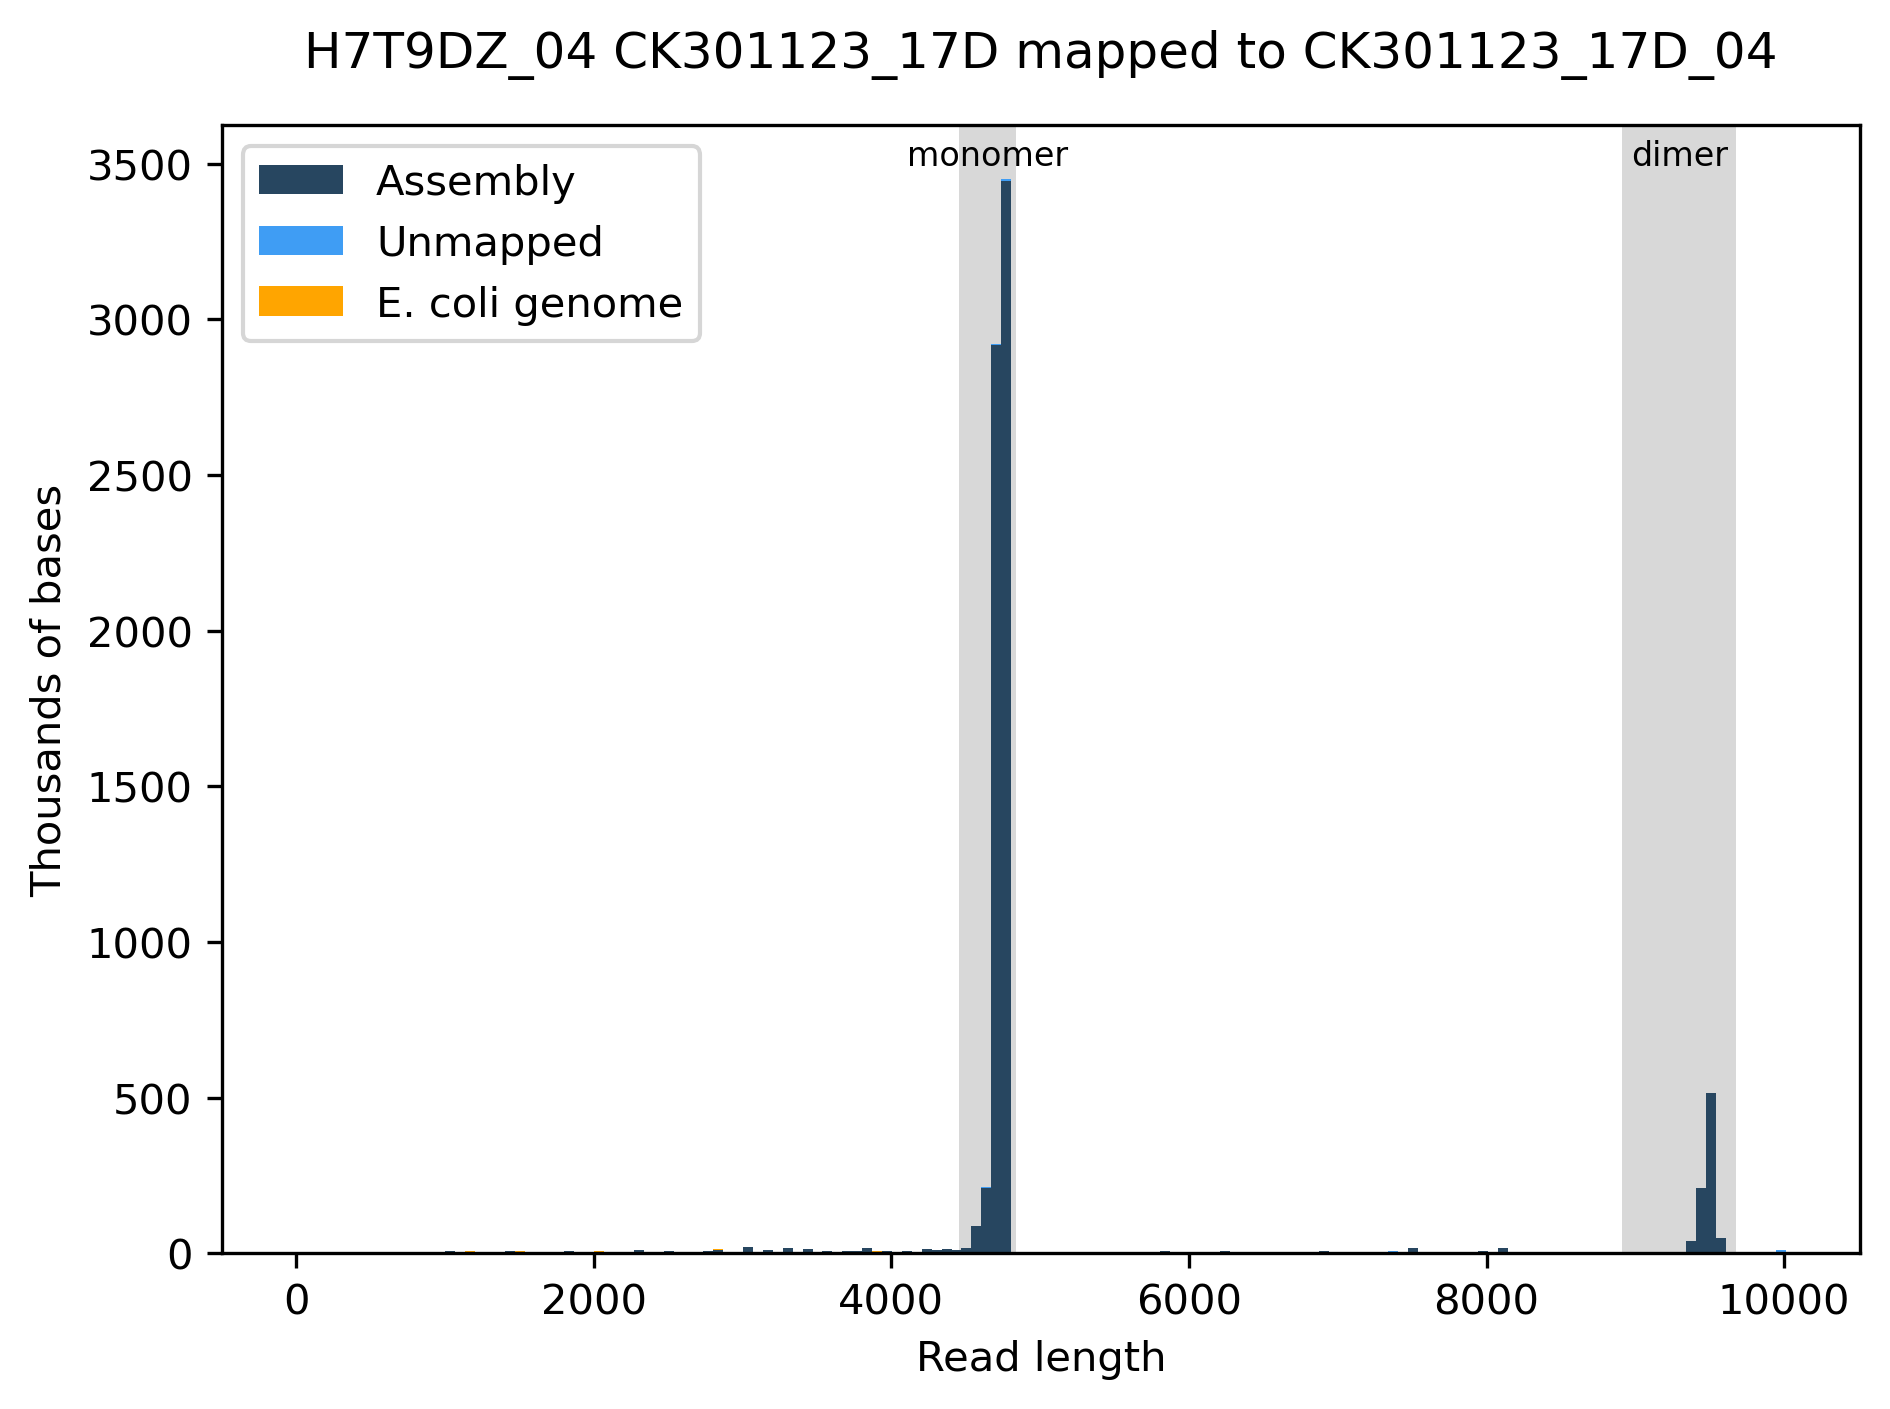 H7T9DZ_04 CK301123_17D mapped to CK301123_17D_04
monomer
dimer
Assembly
Unmapped
E. coli genome
3500
3000
2500
2000
1500
1000
500
0
Thousands of bases
0 2000 4000 6000 8000 10000
Read length